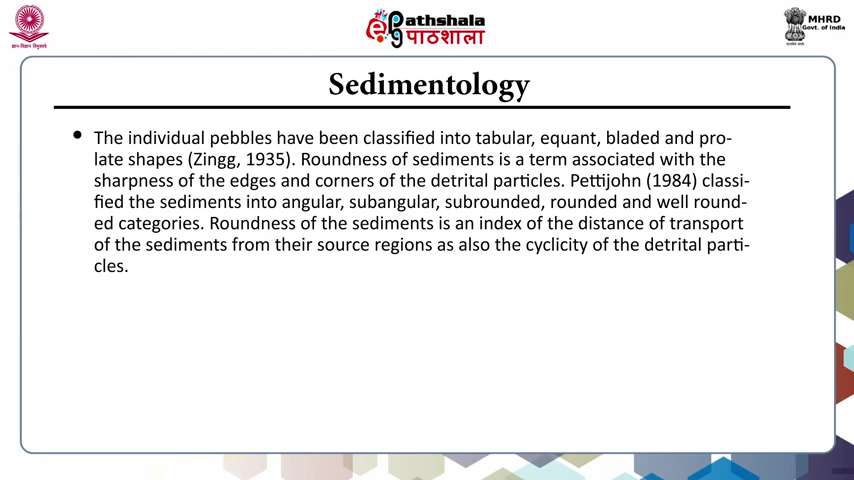 ज्ञान-विज्ञान विमुक्तये
ePathshala
पाठशाला
MHRD
Govt. of India
Sedimentology
• The individual pebbles have been classified into tabular, equant, bladed and pro-
late shapes (Zingg, 1935). Roundness of sediments is a term associated with the
sharpness of the edges and corners of the detrital particles. Pettijohn (1984) classi-
fied the sediments into angular, subangular, subrounded, rounded and well round-
ed categories. Roundness of the sediments is an index of the distance of transport
of the sediments from their source regions as also the cyclicity of the detrital parti-
cles.